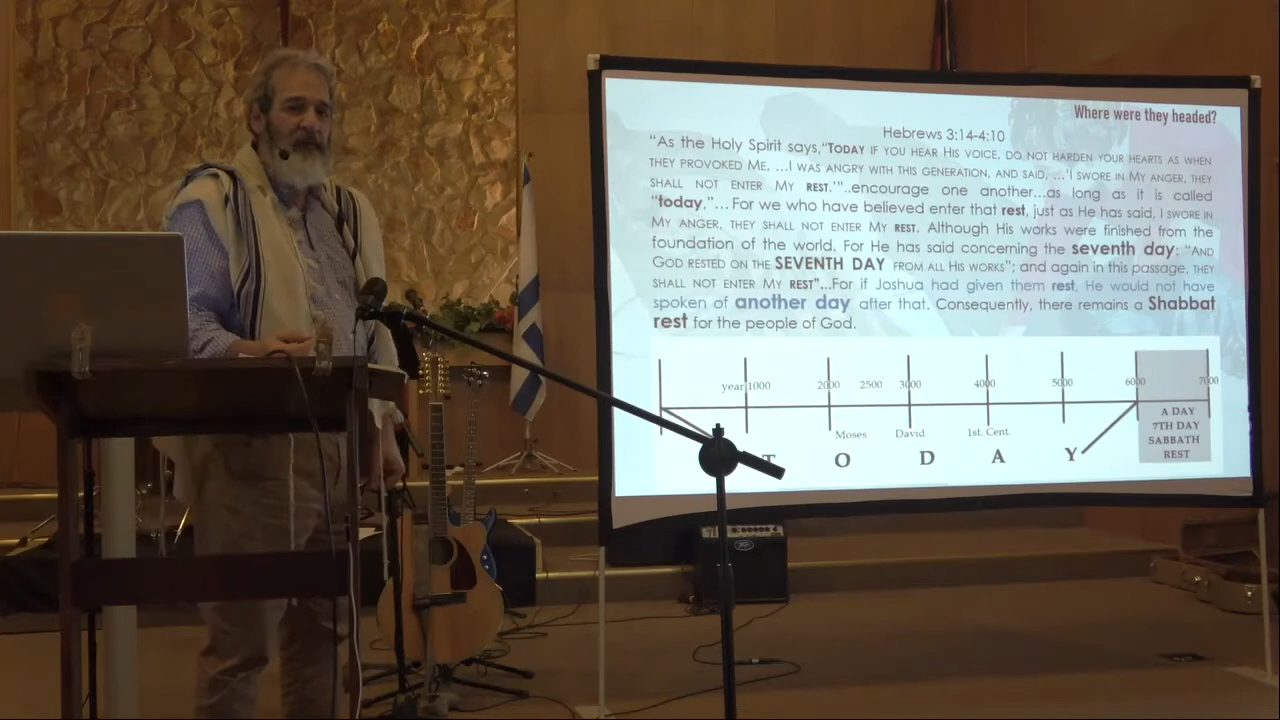 Where were they headed?
Hebrews 3:14-4:10
“As the Holy Spirit says,“TODAY IF YOU HEAR HIS VOICE, DO NOT HARDEN YOUR HEARTS AS WHEN
THEY PROVOKED ME, ...I WAS ANGRY WITH THIS GENERATION, AND SAID, ...‘I SWORE IN MY ANGER, THEY
SHALL NOT ENTER MY REST.’”..encourage one another...as long as it is called
“today,”... For we who have believed enter that rest, just as He has said, I SWORE IN
MY ANGER, THEY SHALL NOT ENTER MY REST. Although His works were finished from the
foundation of the world. For He has said concerning the seventh day: “AND
GOD RESTED ON THE SEVENTH DAY FROM ALL HIS WORKS”; and again in this passage, THEY
SHALL NOT ENTER MY REST”...For if Joshua had given them rest, He would not have
spoken of another day after that. Consequently, there remains a Shabbat
rest for the people of God.
year 1000 2000 2500 3000 4000 5000 6000 7000
Moses David 1st. Cent.
T O D A Y
A DAY
7TH DAY
SABBATH
REST